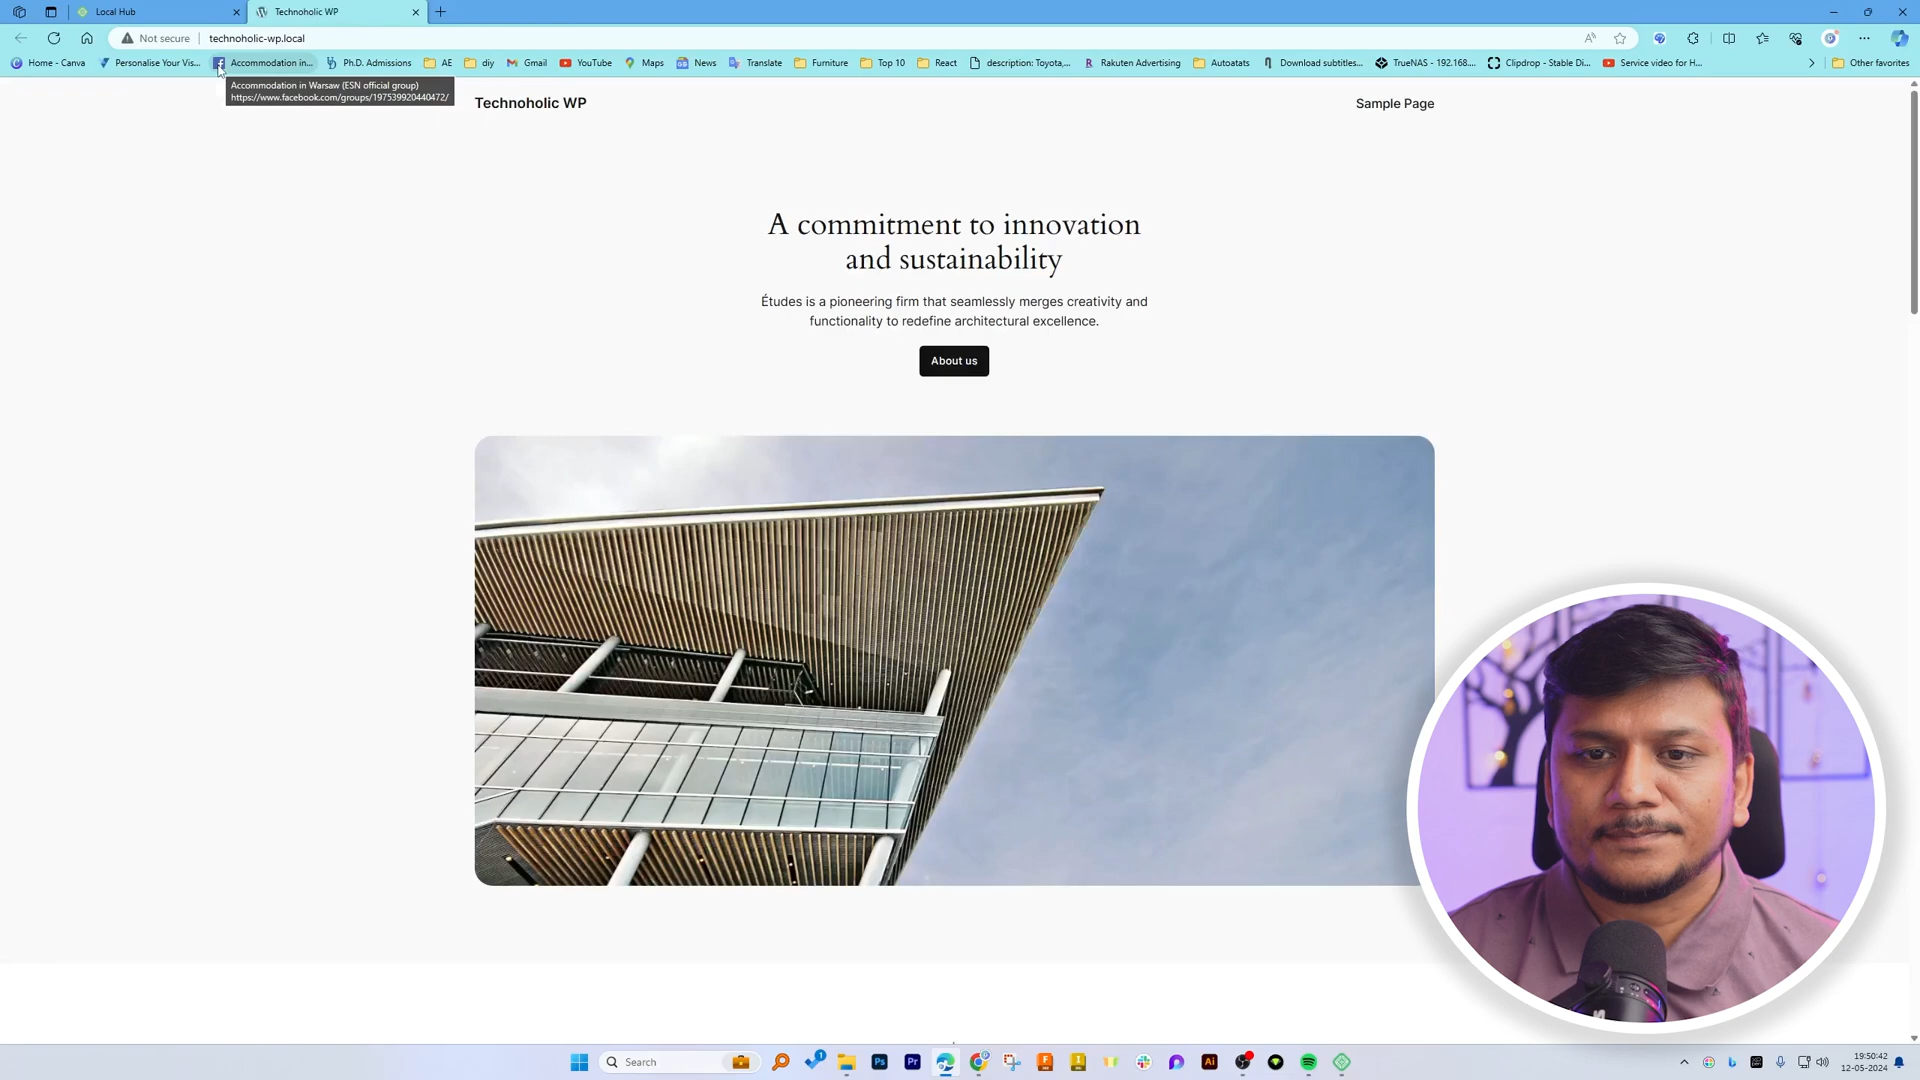 Local Hub
Technoholic WP
Not secure
technoholic-wp.local
Home - Canva
Personalise Your Vis...
Accommodation in...
Ph.D. Admissions
AE
diy
Gmail
YouTube
Maps
News
Translate
Furniture
Top 10
React
description: Toyota,...
Rakuten Advertising
Autoatats
Download subtitles...
TrueNAS - 192.168....
Clipdrop - Stable Di...
Service video for H...
Other favorites
Accommodation in Warsaw (ESN official group)
https://www.facebook.com/groups/197539920440472/
Technoholic WP
Sample Page
A commitment to innovation
and sustainability
Études is a pioneering firm that seamlessly merges creativity and
functionality to redefine architectural excellence.
About us
Search
19:50:42
12-05-2024